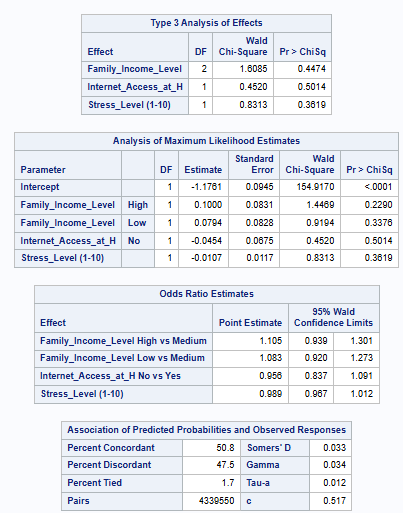 Type 3 Analysis of Effects
Effect DF Wald Chi-Square Pr > ChiSq
Family_Income_Level 2 1.6085 0.4474
Internet_Access_at_H 1 0.4520 0.5014
Stress_Level (1-10) 1 0.8313 0.3619
Analysis of Maximum Likelihood Estimates
Parameter DF Estimate Standard Error Wald Chi-Square Pr > ChiSq
Intercept 1 -1.1761 0.0945 154.9170 <.0001
Family_Income_Level High 1 0.1000 0.0831 1.4469 0.2290
Family_Income_Level Low 1 0.0794 0.0828 0.9194 0.3376
Internet_Access_at_H No 1 -0.0454 0.0675 0.4520 0.5014
Stress_Level (1-10) 1 -0.0107 0.0117 0.8313 0.3619
Odds Ratio Estimates
Effect Point Estimate 95% Wald Confidence Limits
Family_Income_Level High vs Medium 1.105 0.939 1.301
Family_Income_Level Low vs Medium 1.083 0.920 1.273
Internet_Access_at_H No vs Yes 0.956 0.837 1.091
Stress_Level (1-10) 0.989 0.967 1.012
Association of Predicted Probabilities and Observed Responses
Percent Concordant 50.8 Somers' D 0.033
Percent Discordant 47.5 Gamma 0.034
Percent Tied 1.7 Tau-a 0.012
Pairs 4339550 c 0.517